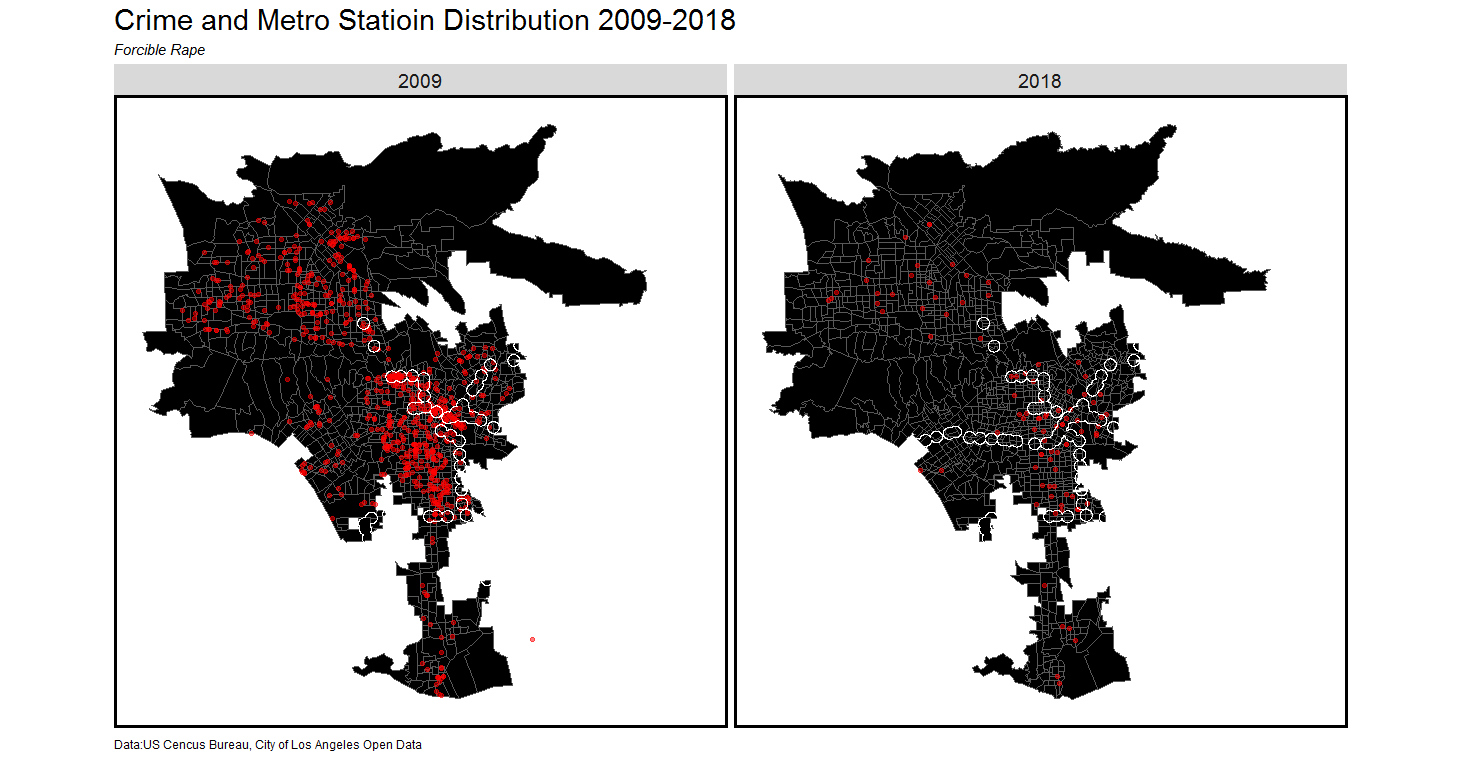 Crime and Metro Statioin Distribution 2009-2018
Forcible Rape
2009
2018
Data:US Cencus Bureau, City of Los Angeles Open Data